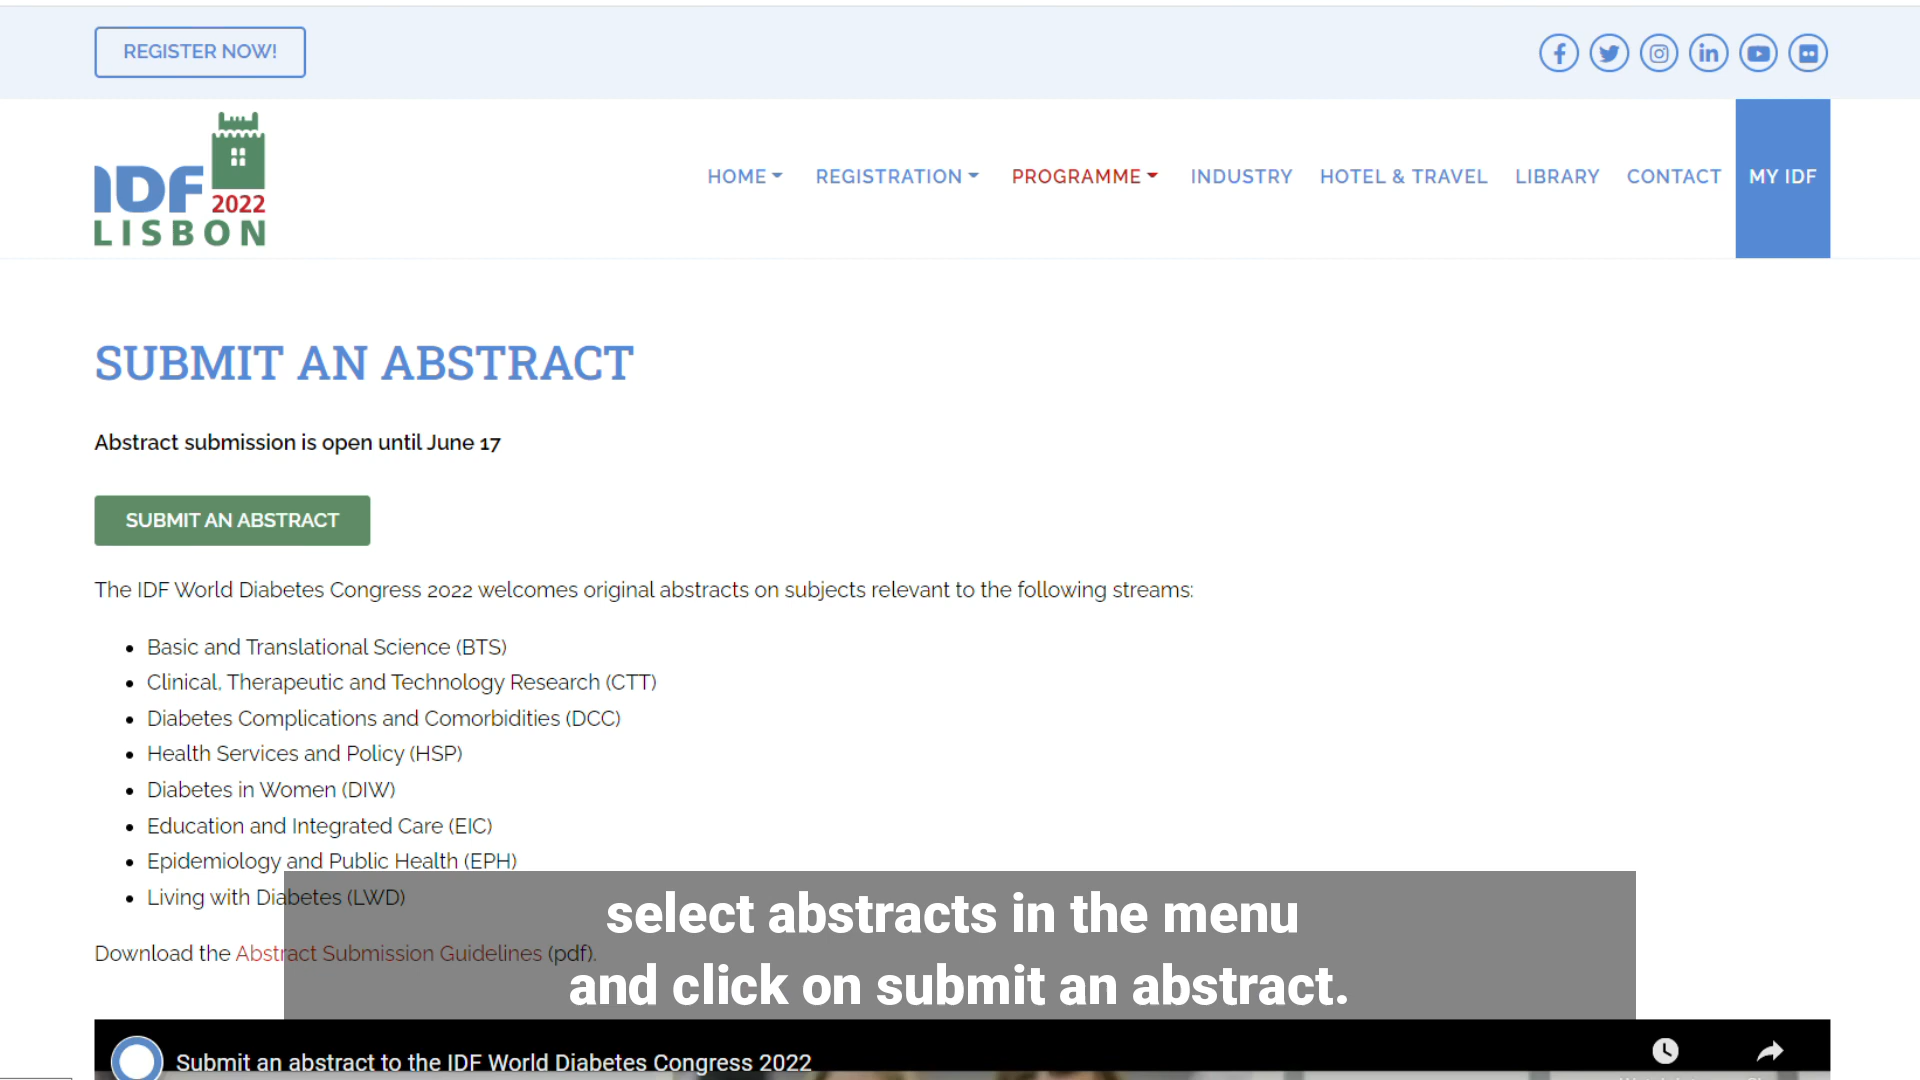 REGISTER NOW!
IDF
2022
LISBON
HOME
REGISTRATION
PROGRAMME
INDUSTRY
HOTEL & TRAVEL
LIBRARY
CONTACT
MY IDF
SUBMIT AN ABSTRACT
Abstract submission is open until June 17
SUBMIT AN ABSTRACT
The IDF World Diabetes Congress 2022 welcomes original abstracts on subjects relevant to the following streams:
Basic and Translational Science (BTS)
Clinical, Therapeutic and Technology Research (CTT)
Diabetes Complications and Comorbidities (DCC)
Health Services and Policy (HSP)
Diabetes in Women (DIW)
Education and Integrated Care (EIC)
Epidemiology and Public Health (EPH)
Living with Diabetes (LWD)
Download the Abstract Submission Guidelines (pdf).
select abstracts in the menu
and click on submit an abstract.
Submit an abstract to the IDF World Diabetes Congress 2022